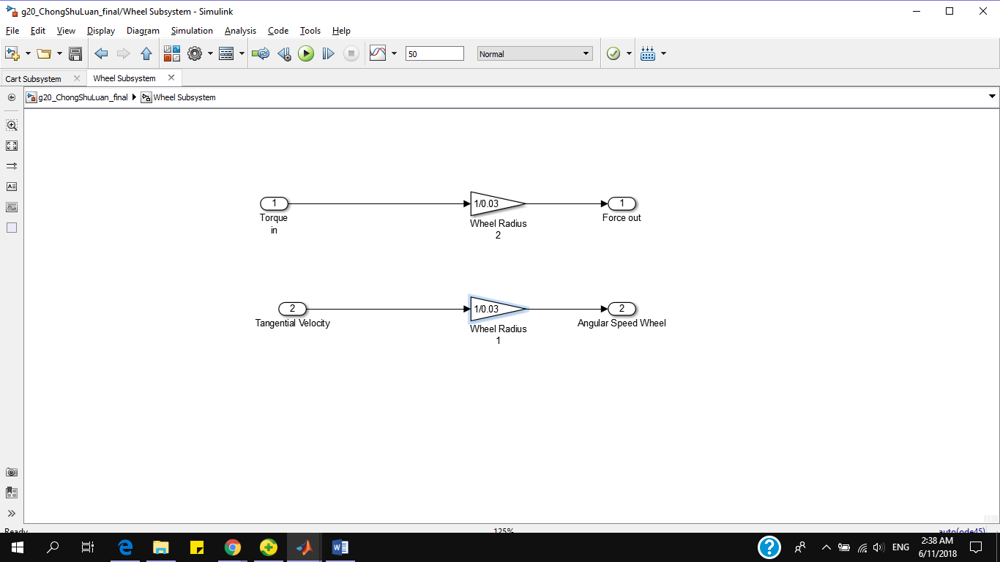 g20_ChongShuLuan_final/Wheel Subsystem - Simulink
File Edit View Display Diagram Simulation Analysis Code Tools Help
50 Normal
Cart Subsystem Wheel Subsystem
g20_ChongShuLuan_final Wheel Subsystem
1 1/0.03 1
Torque
in
Wheel Radius
2
Force out
2 1/0.03 2
Tangential Velocity
Wheel Radius
1
Angular Speed Wheel
Ready 125% auto(ode45)
ENG 2:38 AM
6/11/2018